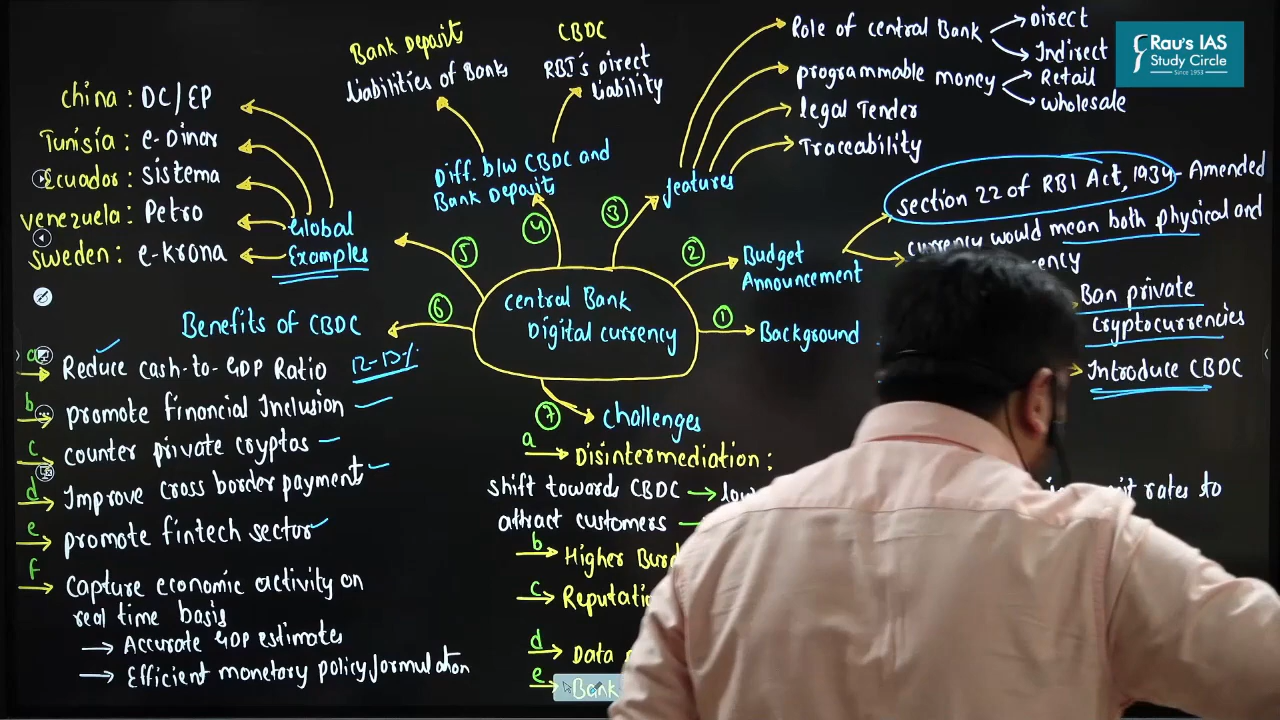 Rau's IAS
Study Circle
Since 1953
Bank Deposit
Liabilities of Banks
CBDC
RBI's Direct
Liability
Diff. b/w CBDC and
Bank Deposit
Role of central Bank
Direct
Indirect
programmable money
Retail
wholesale
legal Tender
Traceability
features
China : DC/EP
Tunisia : e-Dinar
Ecuador : Sistema
Venezuela : Petro
Sweden : e-krona
Global
Examples
section 22 of RBI Act, 1934 - Amended
currency would mean both physical and
Budget
Announcement
Background
Ban private
Cryptocurrencies
Introduce CBDC
1
2
3
4
5
6
7
Central Bank
Digital currency
Benefits of CBDC
a Reduce cash-to-GDP Ratio 12-13%
b promote financial Inclusion
c counter private cryptos
d Improve cross border payment
e promote fintech sector
f Capture economic activity on
real time basis
Accurate GDP estimates
Efficient monetary policy formulation
Challenges
a Disintermediation :
shift towards CBDC
rates to
attract customers
b Higher
c
d Data
e Bank